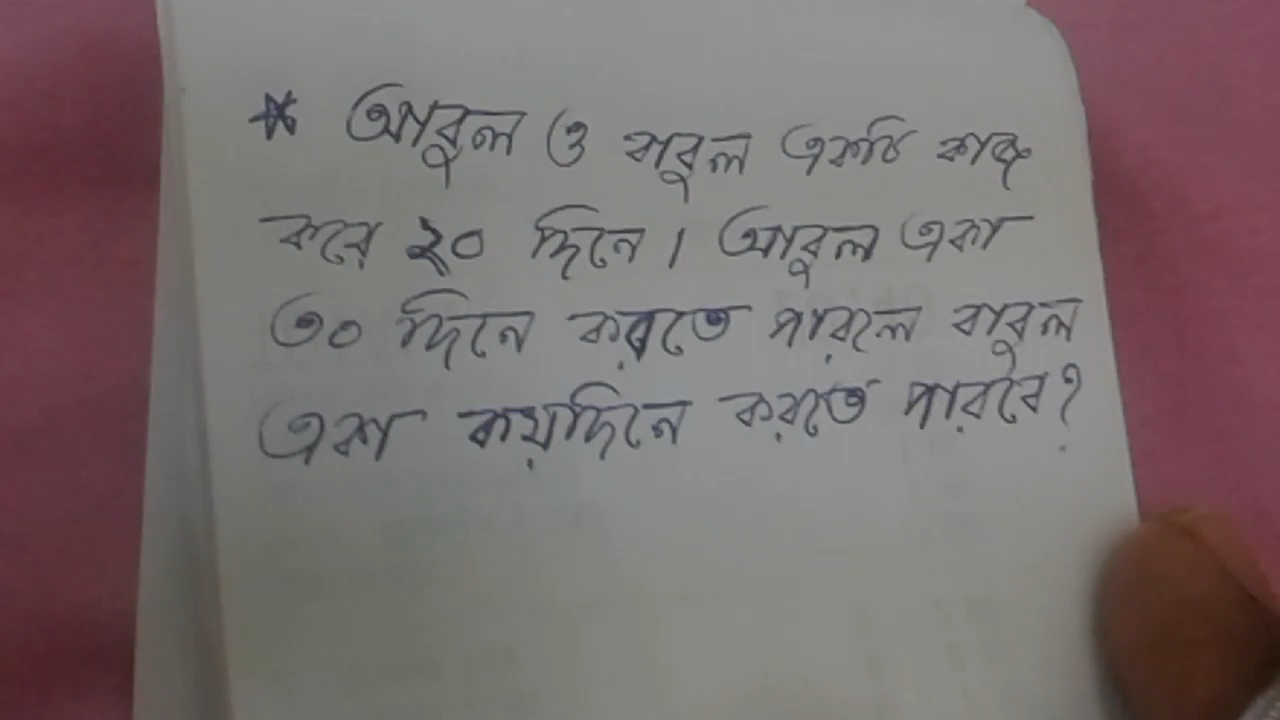 * আবুল ও বাবুল একটি কাজ
করে ২০ দিনে। আবুল একা
৩০ দিনে করতে পারলে বাবুল
একা কয়দিনে করতে পারবে?